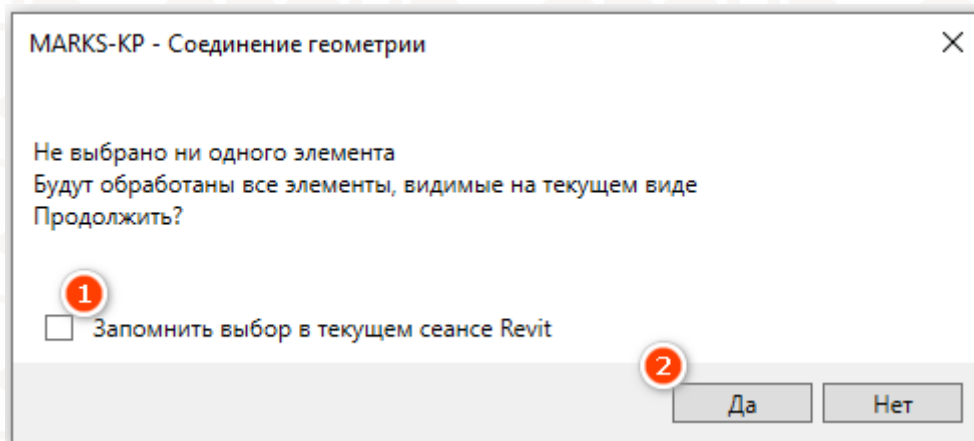 MARKS-KP - Соединение геометрии
Не выбрано ни одного элемента
Будут обработаны все элементы, видимые на текущем виде
Продолжить?
1
Запомнить выбор в текущем сеансе Revit
2
Да Нет